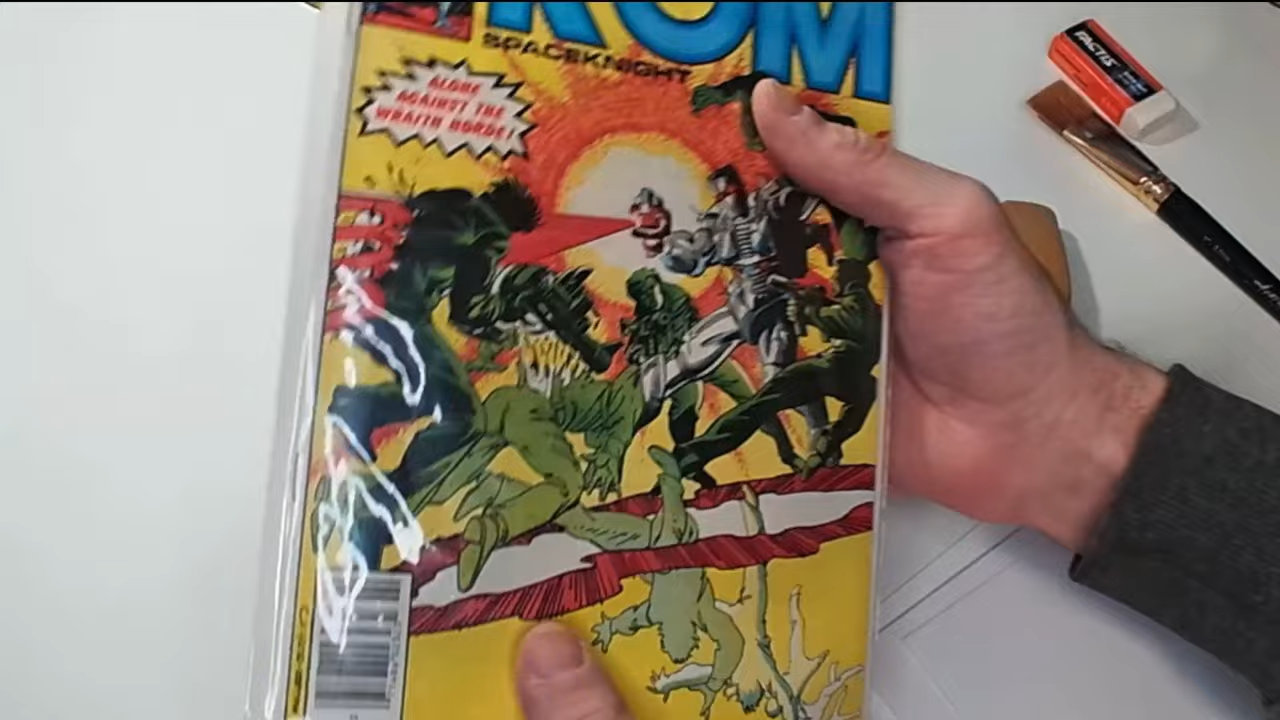 ROM
SPACEKNIGHT
ALONE
AGAINST THE
WRAITH HORDE!
FACTIS